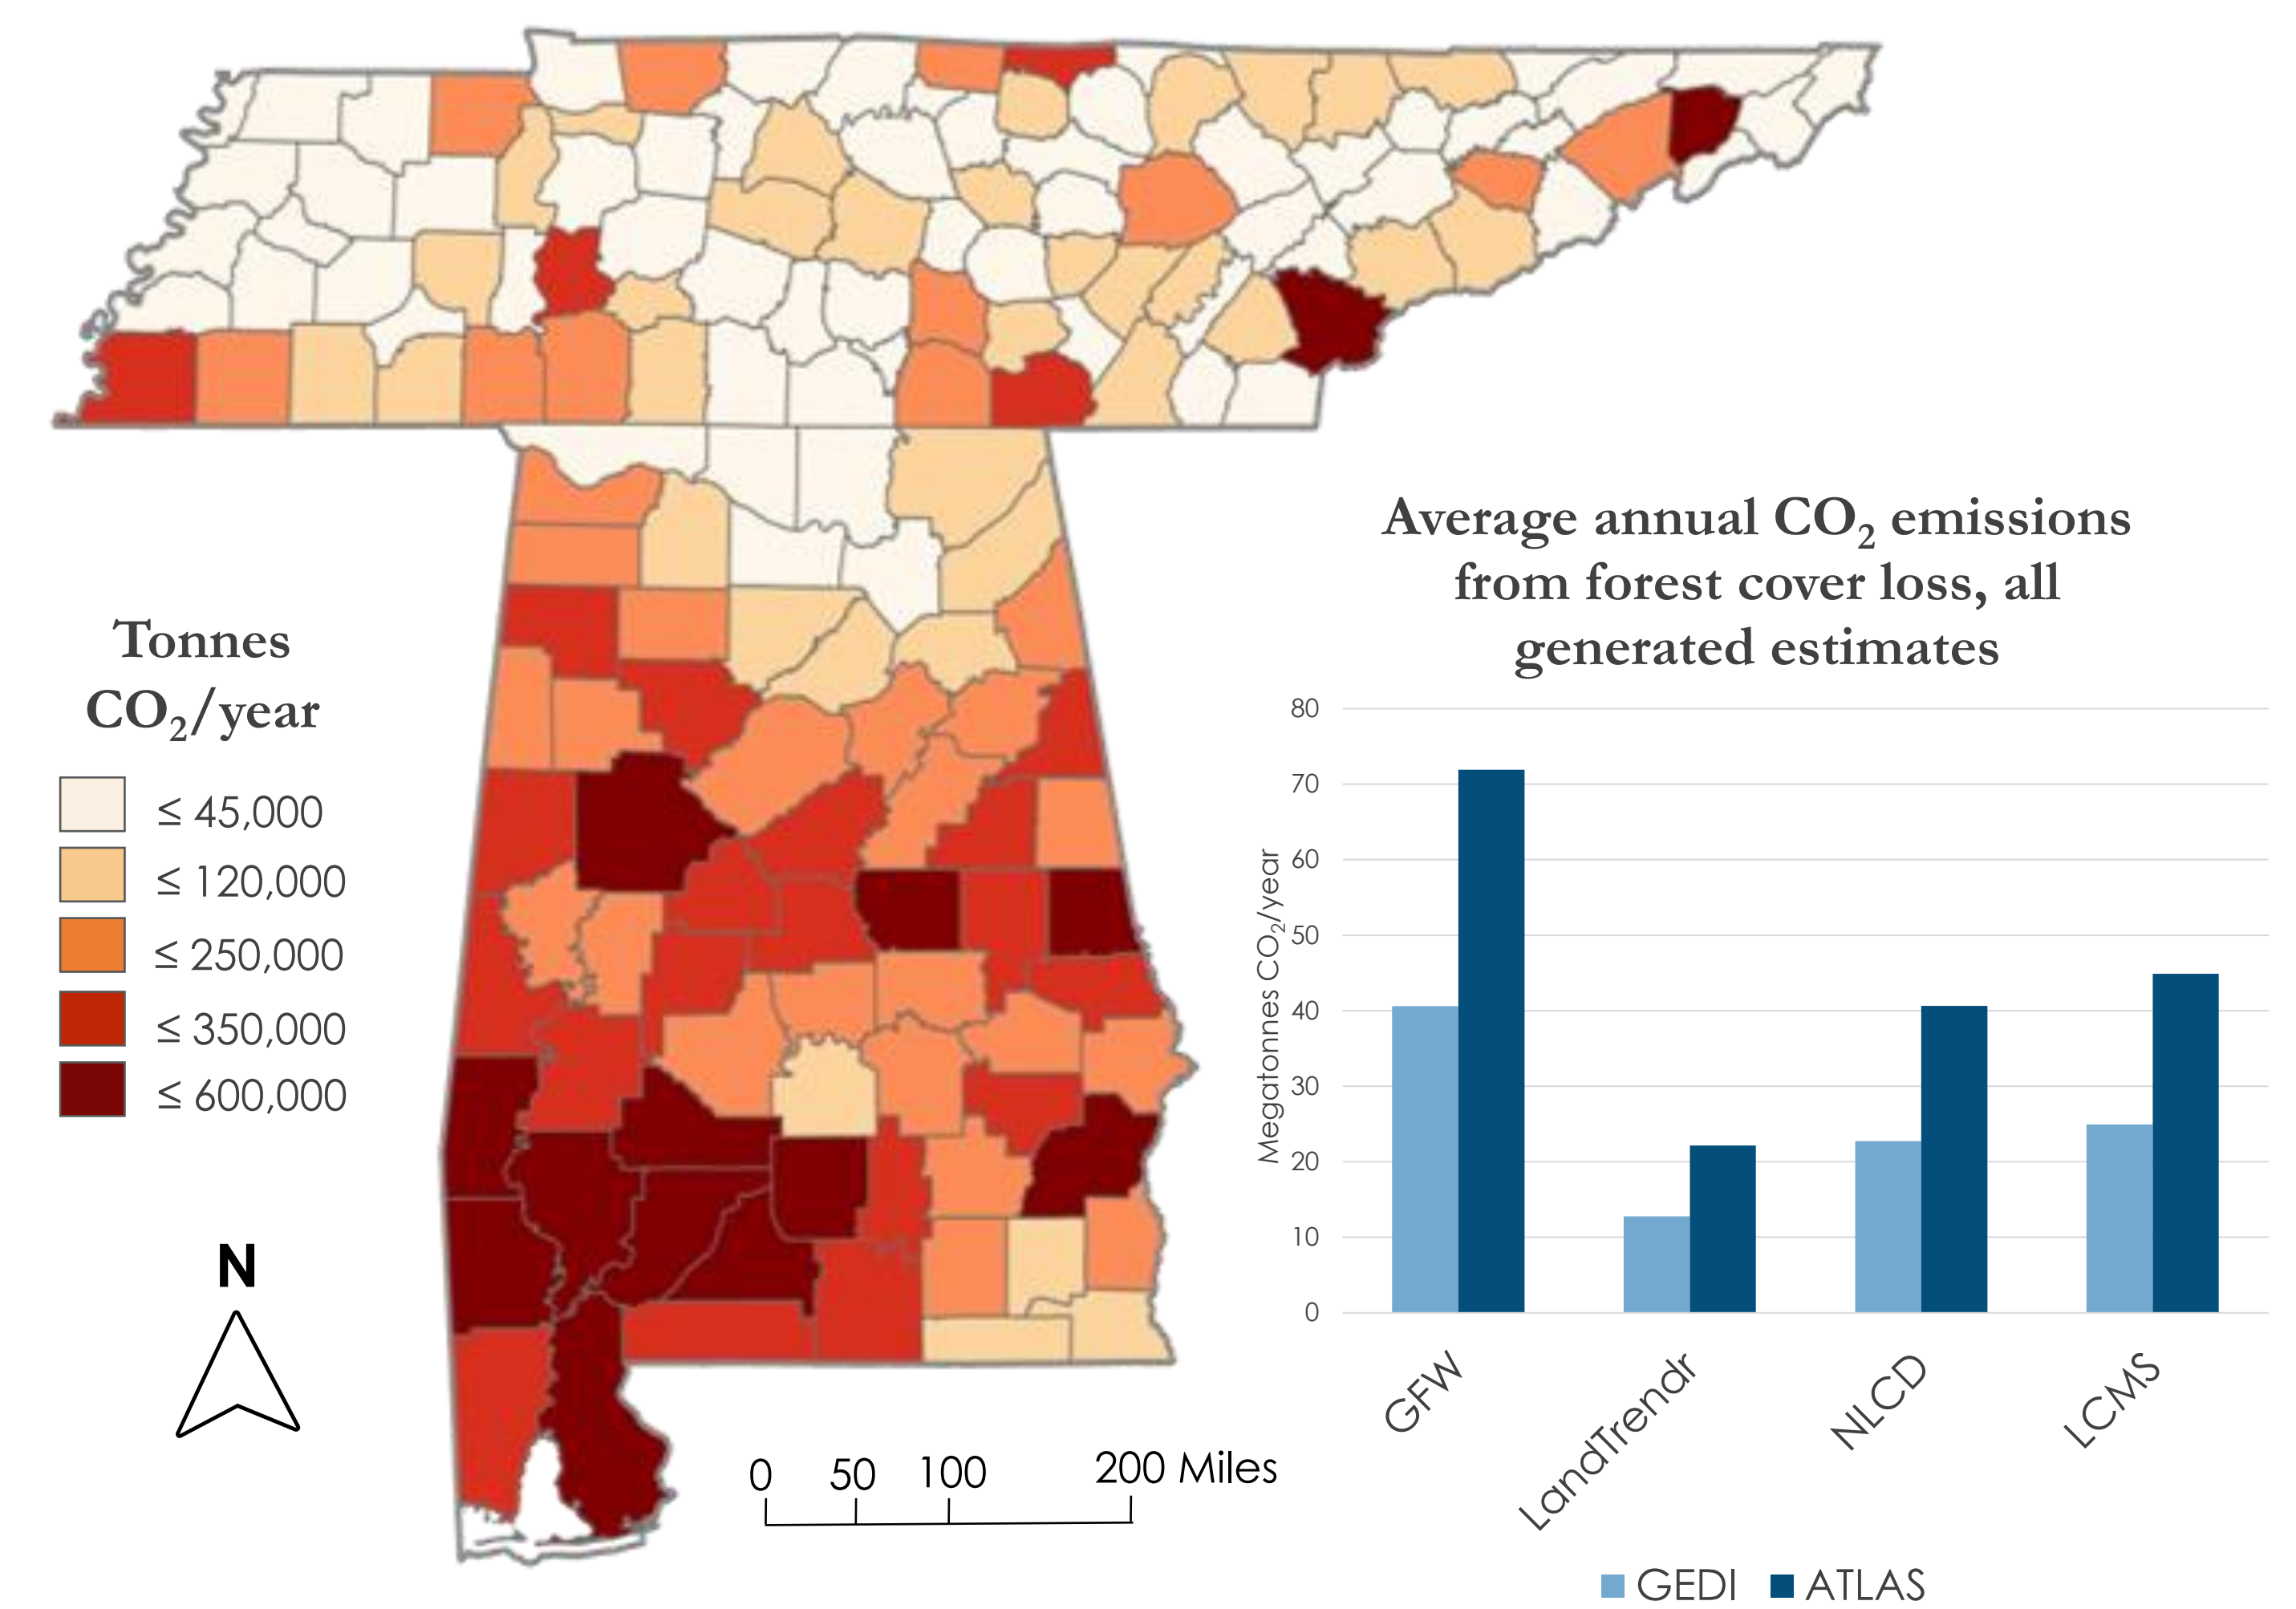 Tonnes
CO₂/year
≤ 45,000
≤ 120,000
≤ 250,000
≤ 350,000
≤ 600,000
N
0 50 100 200 Miles
Average annual CO₂ emissions
from forest cover loss, all
generated estimates
Megatonnes CO₂/year
80
70
60
50
40
30
20
10
0
GFW
LandTrendr
NLCD
LCMS
GEDI ATLAS